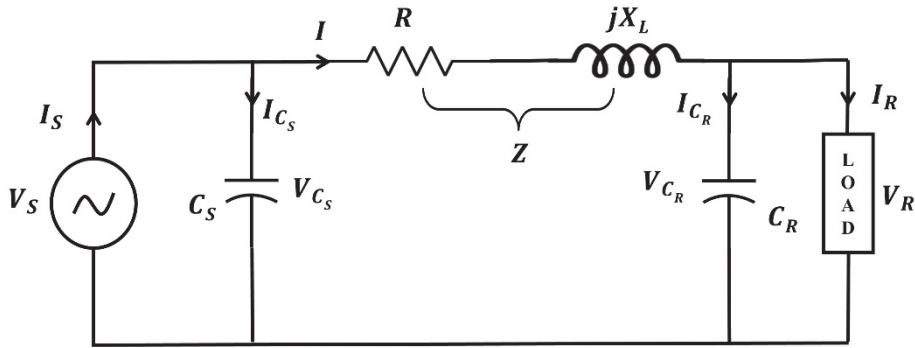 R
jX_L
I
I_S
I_{C_S}
Z
I_{C_R}
I_R
V_S
C_S
V_{C_S}
V_{C_R}
C_R
LOAD
V_R